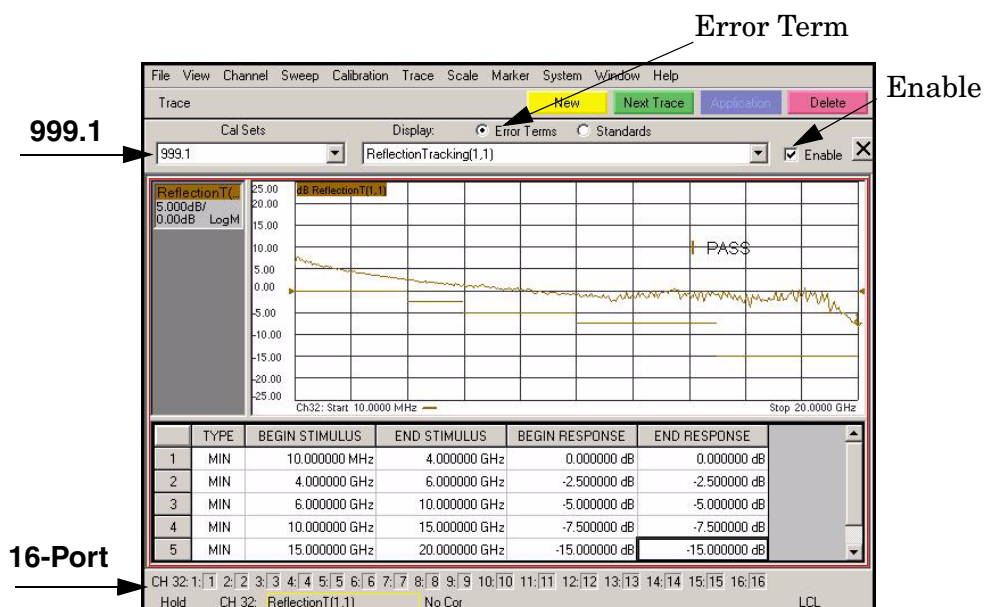 Error Term
Enable
999.1
16-Port
File View Channel Sweep Calibration Trace Scale Marker System Window Help
Trace New Next Trace Application Delete
Cal Sets Display: Error Terms Standards
999.1 ReflectionTracking(1,1) Enable
ReflectionT(...
5.000dB/
0.00dB LogM
dB ReflectionT(1,1)
25.00
20.00
15.00
10.00
5.00
0.00
-5.00
-10.00
-15.00
-20.00
-25.00
PASS
Ch32: Start 10.0000 MHz Stop 20.0000 GHz
TYPE BEGIN STIMULUS END STIMULUS BEGIN RESPONSE END RESPONSE
1 MIN 10.000000 MHz 4.000000 GHz 0.000000 dB 0.000000 dB
2 MIN 4.000000 GHz 6.000000 GHz -2.500000 dB -2.500000 dB
3 MIN 6.000000 GHz 10.000000 GHz -5.000000 dB -5.000000 dB
4 MIN 10.000000 GHz 15.000000 GHz -7.500000 dB -7.500000 dB
5 MIN 15.000000 GHz 20.000000 GHz -15.000000 dB -15.000000 dB
CH 32: 1: 1 2: 2 3: 3 4: 4 5: 5 6: 6 7: 7 8: 8 9: 9 10: 10 11: 11 12: 12 13: 13 14: 14 15: 15 16: 16
Hold CH 32: ReflectionT(1,1) No Cor LCL